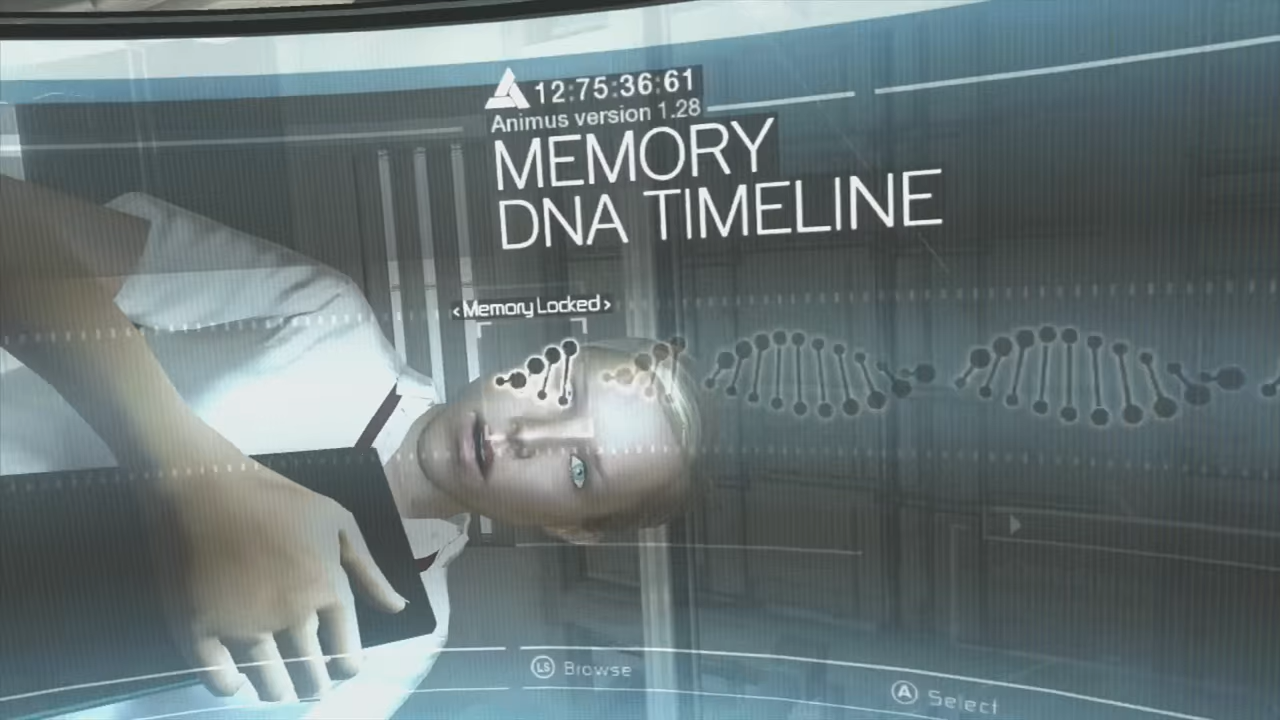 12:75:36:61
Animus version 1.28
MEMORY
DNA TIMELINE
‹Memory Locked›
LS Browse
A Select